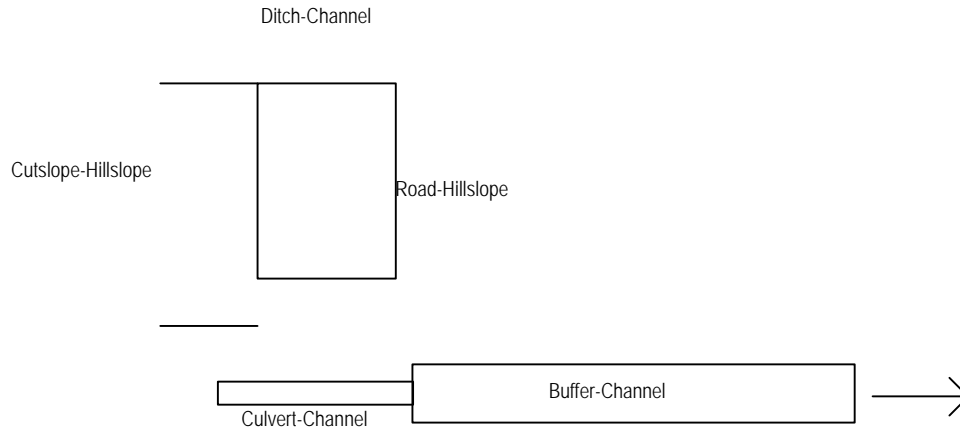 Ditch-Channel
Cutslope-Hillslope
Road-Hillslope
Buffer-Channel
Culvert-Channel